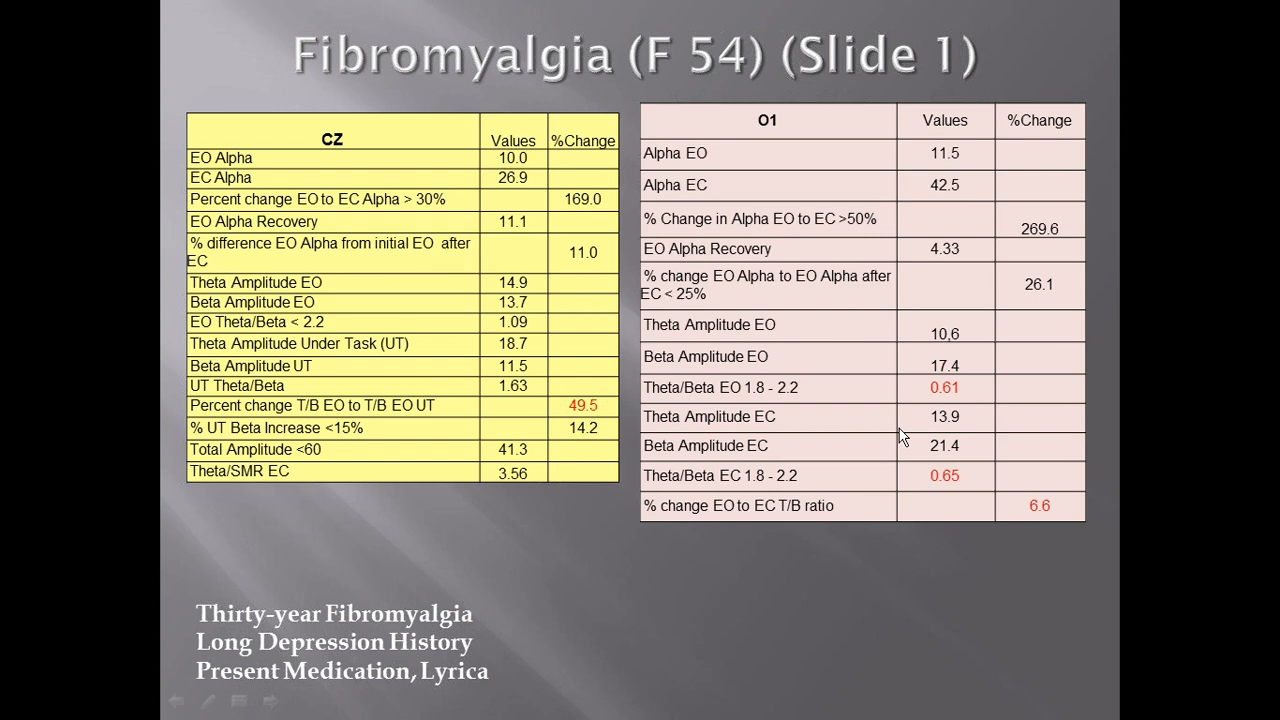 Fibromyalgia (F 54) (Slide 1)
CZ Values %Change
EO Alpha 10.0
EC Alpha 26.9
Percent change EO to EC Alpha > 30% 169.0
EO Alpha Recovery 11.1
% difference EO Alpha from initial EO after
EC 11.0
Theta Amplitude EO 14.9
Beta Amplitude EO 13.7
EO Theta/Beta < 2.2 1.09
Theta Amplitude Under Task (UT) 18.7
Beta Amplitude UT 11.5
UT Theta/Beta 1.63
Percent change T/B EO to T/B EO UT 49.5
% UT Beta Increase <15% 14.2
Total Amplitude <60 41.3
Theta/SMR EC 3.56
O1 Values %Change
Alpha EO 11.5
Alpha EC 42.5
% Change in Alpha EO to EC >50% 269.6
EO Alpha Recovery 4.33
% change EO Alpha to EO Alpha after
EC < 25% 26.1
Theta Amplitude EO 10,6
Beta Amplitude EO 17.4
Theta/Beta EO 1.8 - 2.2 0.61
Theta Amplitude EC 13.9
Beta Amplitude EC 21.4
Theta/Beta EC 1.8 - 2.2 0.65
% change EO to EC T/B ratio 6.6
Thirty-year Fibromyalgia
Long Depression History
Present Medication, Lyrica